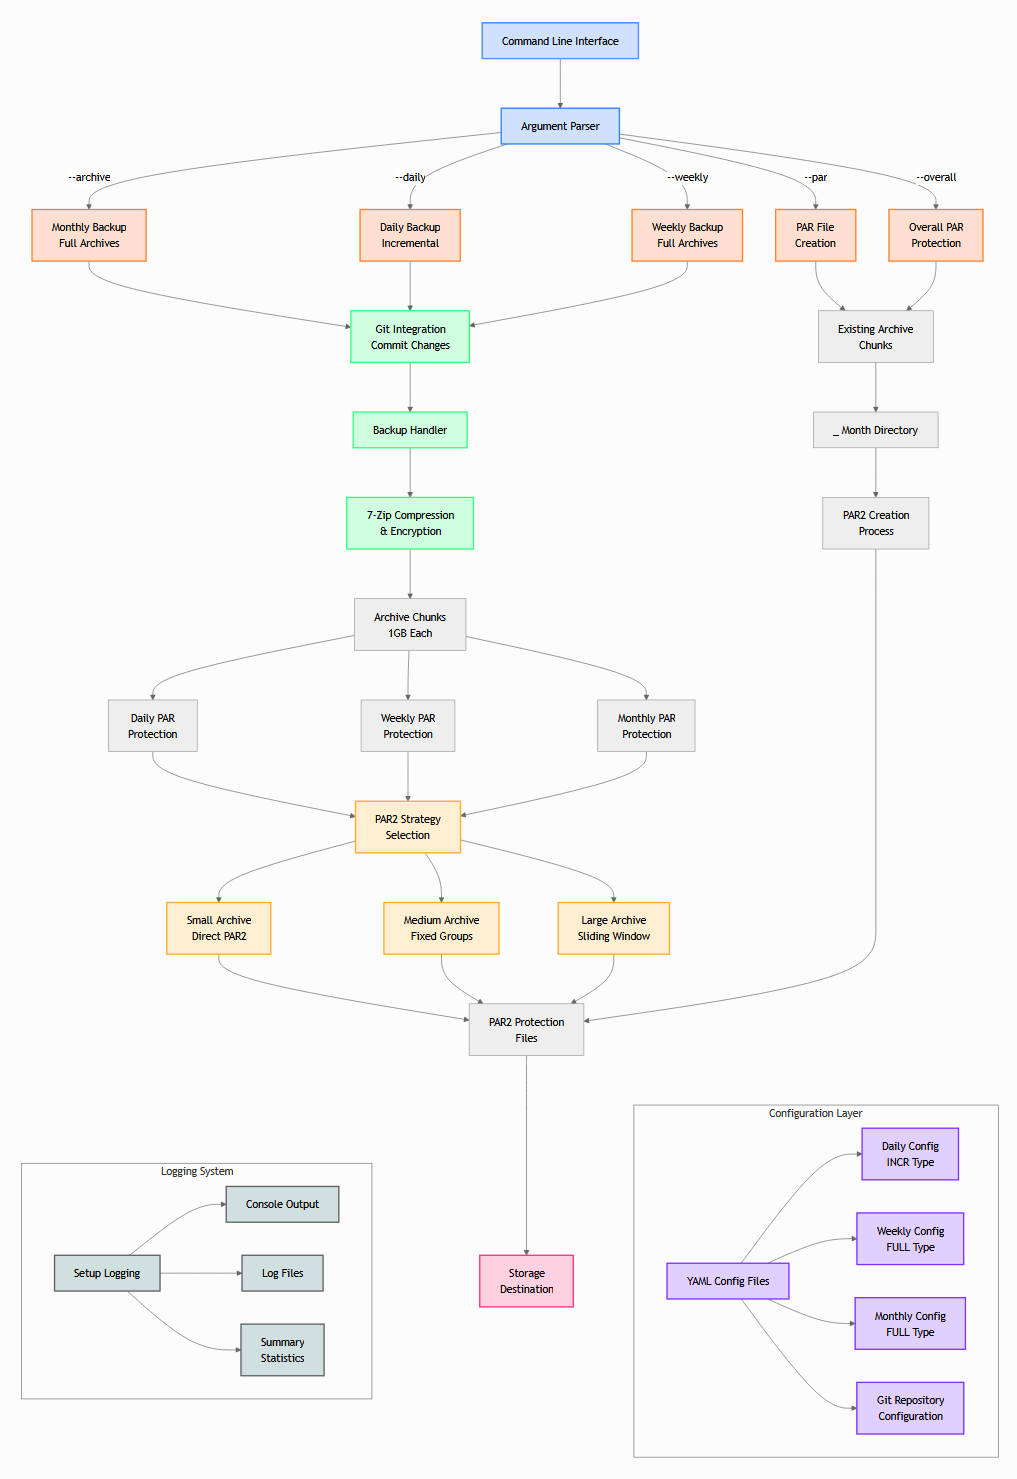 Command Line Interface
Argument Parser
--archive
--daily
--weekly
--par
--overall
Monthly Backup
Full Archives
Daily Backup
Incremental
Weekly Backup
Full Archives
PAR File
Creation
Overall PAR
Protection
Git Integration
Commit Changes
Existing Archive
Chunks
Backup Handler
_ Month Directory
7-Zip Compression
& Encryption
PAR2 Creation
Process
Archive Chunks
1GB Each
Daily PAR
Protection
Weekly PAR
Protection
Monthly PAR
Protection
PAR2 Strategy
Selection
Small Archive
Direct PAR2
Medium Archive
Fixed Groups
Large Archive
Sliding Window
PAR2 Protection
Files
Storage
Destination
Logging System
Setup Logging
Console Output
Log Files
Summary
Statistics
Configuration Layer
YAML Config Files
Daily Config
INCR Type
Weekly Config
FULL Type
Monthly Config
FULL Type
Git Repository
Configuration